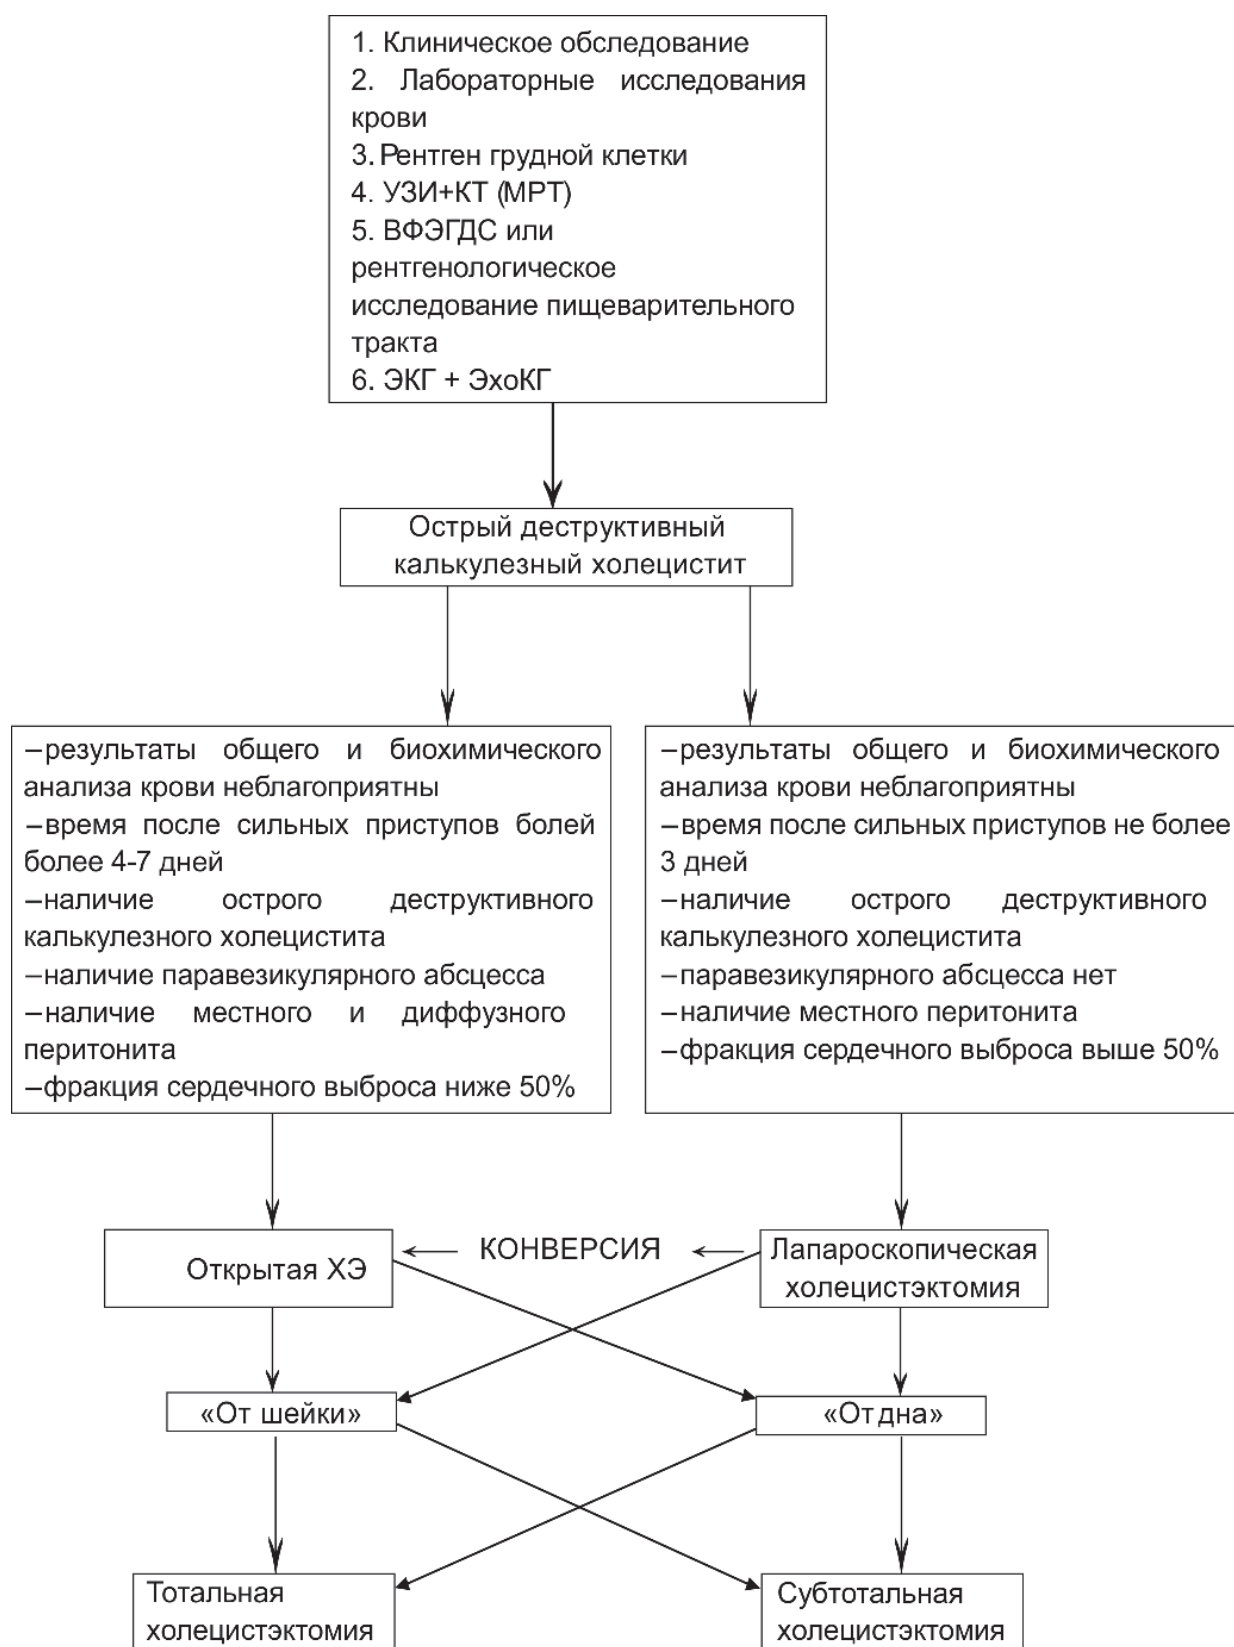 1. Клиническое обследование
2. Лабораторные исследования
крови
3. Рентген грудной клетки
4. УЗИ+КТ (МРТ)
5. ВФЭГДС или
рентгенологическое
исследование пищеварительного
тракта
6. ЭКГ + ЭхоКГ
Острый деструктивный
калькулезный холецистит
–результаты общего и биохимического
анализа крови неблагоприятны
–время после сильных приступов болей
более 4-7 дней
–наличие острого деструктивного
калькулезного холецистита
–наличие паравезикулярного абсцесса
–наличие местного и диффузного
перитонита
–фракция сердечного выброса ниже 50%
–результаты общего и биохимического
анализа крови неблагоприятны
–время после сильных приступов не более
3 дней
–наличие острого деструктивного
калькулезного холецистита
–паравезикулярного абсцесса нет
–наличие местного перитонита
–фракция сердечного выброса выше 50%
Открытая ХЭ
КОНВЕРСИЯ
Лапароскопическая
холецистэктомия
«От шейки»
«От дна»
Тотальная
холецистэктомия
Субтотальная
холецистэктомия